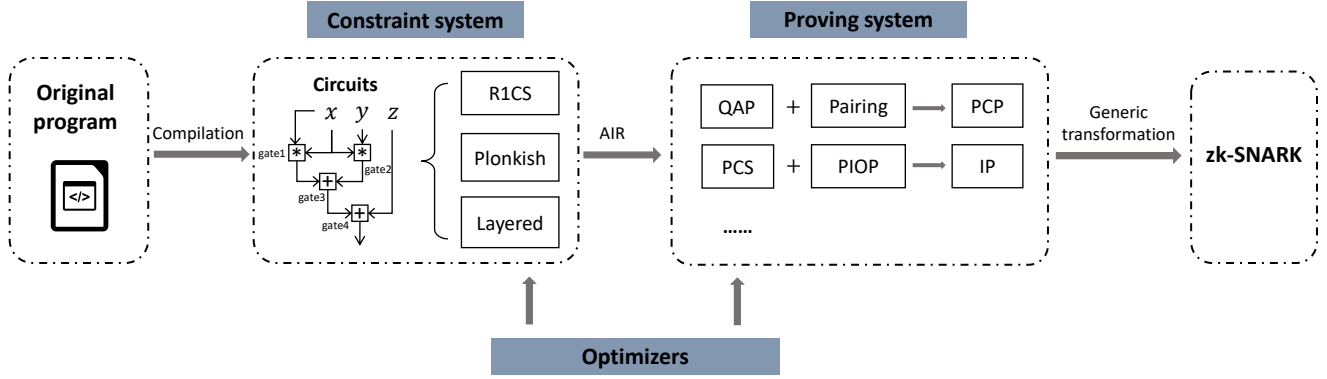 Constraint system
Proving system
Original
program
</>
Compilation
Circuits
x y z
gate1
*
*
gate2
+
gate3
+
gate4
R1CS
Plonkish
Layered
AIR
QAP + Pairing PCP
PCS + PIOP IP
......
Generic
transformation
zk-SNARK
Optimizers